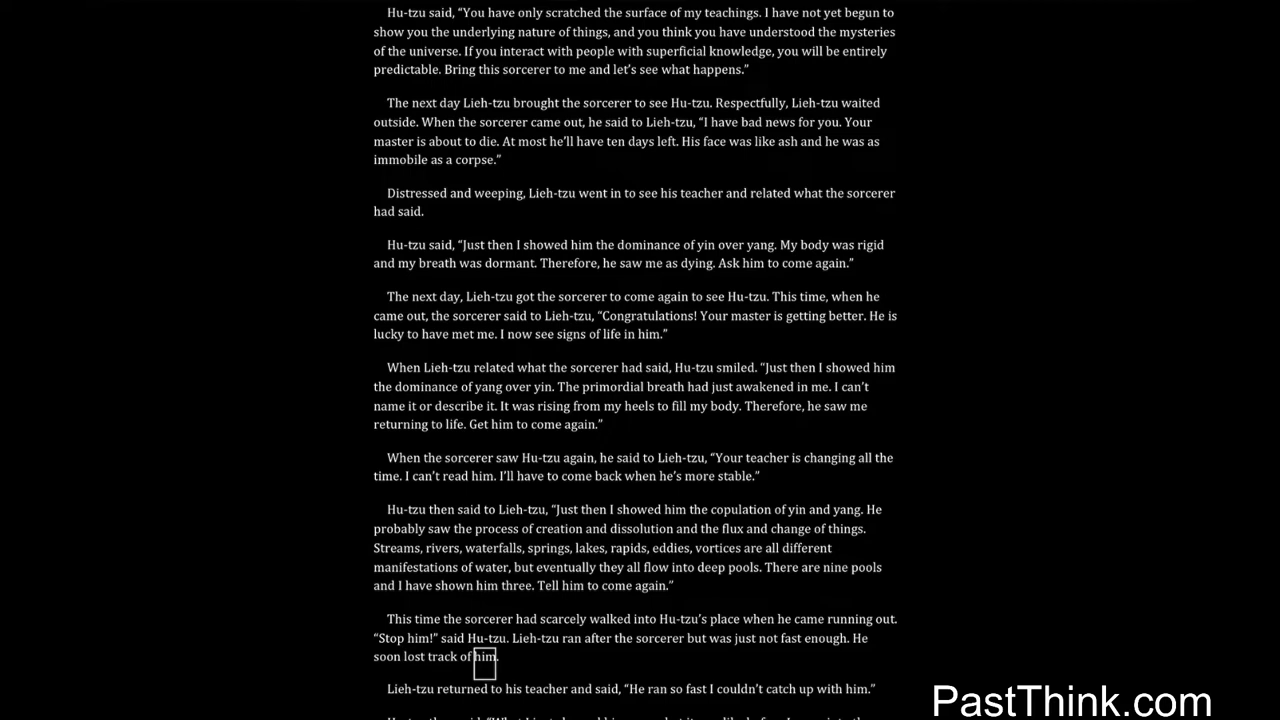 Hu-tzu said, “You have only scratched the surface of my teachings. I have not yet begun to
show you the underlying nature of things, and you think you have understood the mysteries
of the universe. If you interact with people with superficial knowledge, you will be entirely
predictable. Bring this sorcerer to me and let’s see what happens.”
The next day Lieh-tzu brought the sorcerer to see Hu-tzu. Respectfully, Lieh-tzu waited
outside. When the sorcerer came out, he said to Lieh-tzu, “I have bad news for you. Your
master is about to die. At most he’ll have ten days left. His face was like ash and he was as
immobile as a corpse.”
Distressed and weeping, Lieh-tzu went in to see his teacher and related what the sorcerer
had said.
Hu-tzu said, “Just then I showed him the dominance of yin over yang. My body was rigid
and my breath was dormant. Therefore, he saw me as dying. Ask him to come again.”
The next day, Lieh-tzu got the sorcerer to come again to see Hu-tzu. This time, when he
came out, the sorcerer said to Lieh-tzu, “Congratulations! Your master is getting better. He is
lucky to have met me. I now see signs of life in him.”
When Lieh-tzu related what the sorcerer had said, Hu-tzu smiled. “Just then I showed him
the dominance of yang over yin. The primordial breath had just awakened in me. I can’t
name it or describe it. It was rising from my heels to fill my body. Therefore, he saw me
returning to life. Get him to come again.”
When the sorcerer saw Hu-tzu again, he said to Lieh-tzu, “Your teacher is changing all the
time. I can’t read him. I’ll have to come back when he’s more stable.”
Hu-tzu then said to Lieh-tzu, “Just then I showed him the copulation of yin and yang. He
probably saw the process of creation and dissolution and the flux and change of things.
Streams, rivers, waterfalls, springs, lakes, rapids, eddies, vortices are all different
manifestations of water, but eventually they all flow into deep pools. There are nine pools
and I have shown him three. Tell him to come again.”
This time the sorcerer had scarcely walked into Hu-tzu’s place when he came running out.
“Stop him!” said Hu-tzu. Lieh-tzu ran after the sorcerer but was just not fast enough. He
soon lost track of him.
Lieh-tzu returned to his teacher and said, “He ran so fast I couldn’t catch up with him.”
PastThink.com